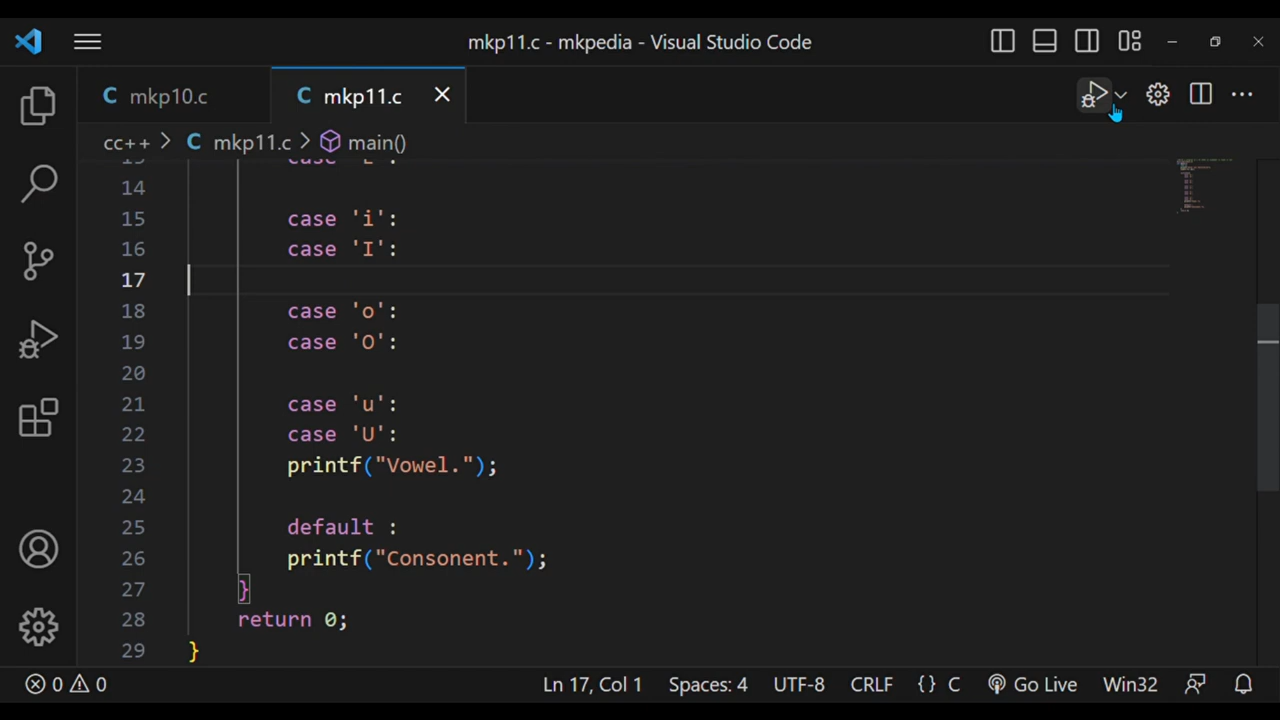 mkp11.c - mkpedia - Visual Studio Code
C mkp10.c C mkp11.c
cc++ > C mkp11.c > main()
14
15 case 'i':
16 case 'I':
17
18 case 'o':
19 case 'O':
20
21 case 'u':
22 case 'U':
23 printf("Vowel.");
24
25 default :
26 printf("Consonent.");
27 }
28 return 0;
29 }
0 0 Ln 17, Col 1 Spaces: 4 UTF-8 CRLF {} C Go Live Win32